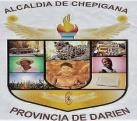 ALCALDIA DE CHEPIGANA
PROVINCIA DE DARIEN